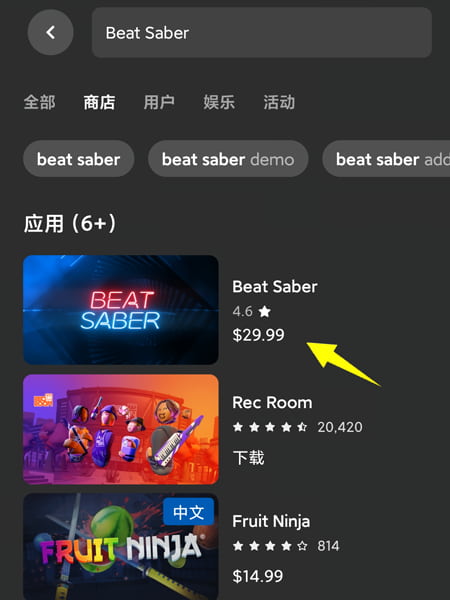 Beat Saber
全部 商店 用户 娱乐 活动
beat saber beat saber demo beat saber add
应用 (6+)
BEAT
SABER
Beat Saber
4.6 ★
$29.99
Rec Room
20,420
下载
中文
FRUIT NINJA
Fruit Ninja
814
$14.99